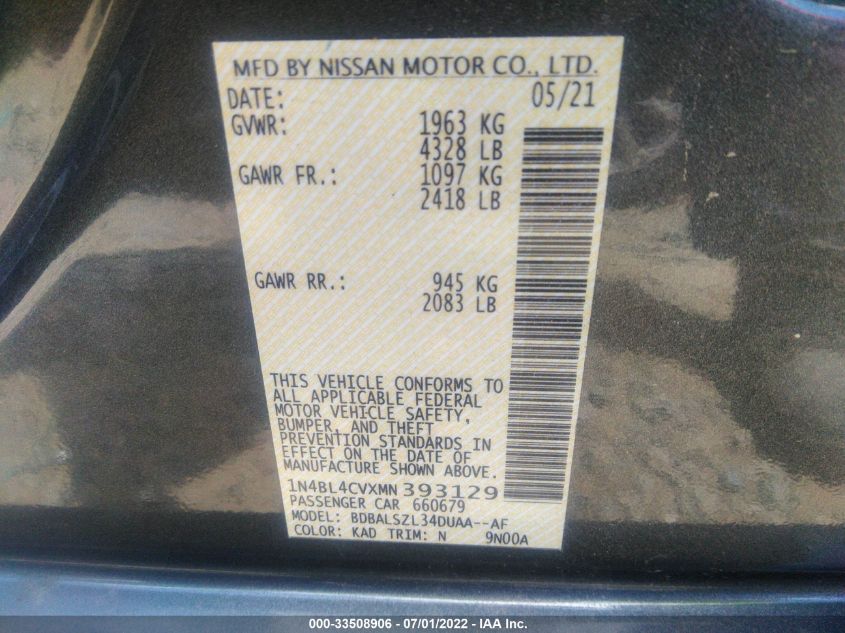 MFD BY NISSAN MOTOR CO., LTD.
DATE: 05/21
GVWR: 1963 KG
4328 LB
GAWR FR.: 1097 KG
2418 LB
GAWR RR.: 945 KG
2083 LB
THIS VEHICLE CONFORMS TO
ALL APPLICABLE FEDERAL
MOTOR VEHICLE SAFETY,
BUMPER, AND THEFT
PREVENTION STANDARDS IN
EFFECT ON THE DATE OF
MANUFACTURE SHOWN ABOVE.
1N4BL4CVXMN393129
PASSENGER CAR 660679
MODEL: BDBALSZL34DUAA--AF
COLOR: KAD TRIM: N 9N00A
000-33508906 - 07/01/2022 - IAA Inc.